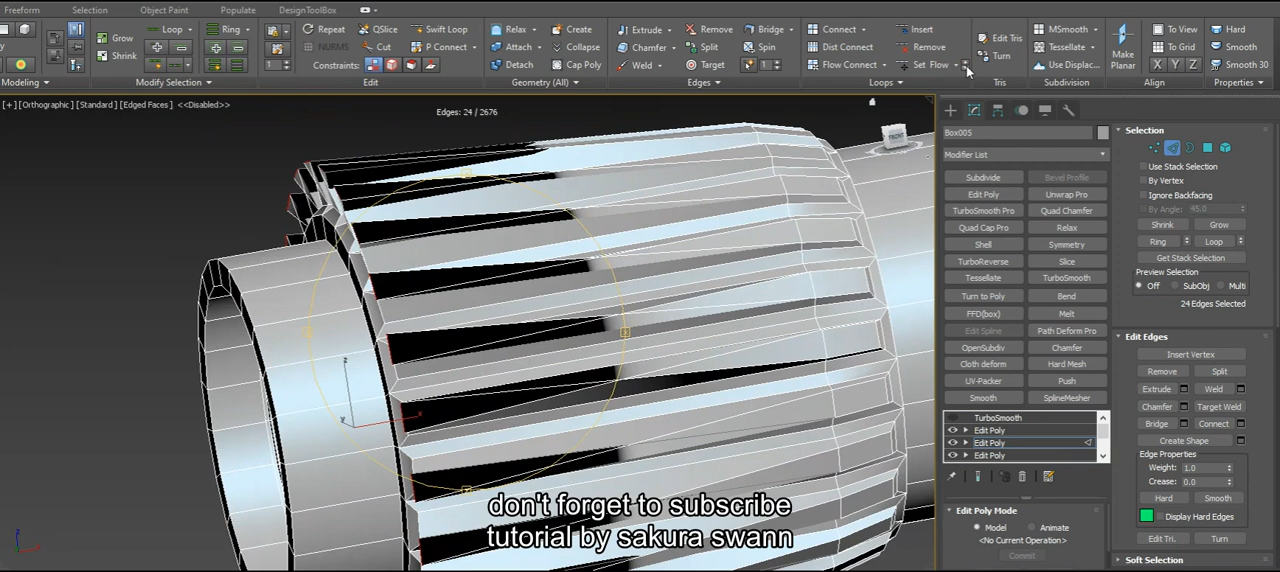 Freeform Selection Object Paint Populate DesignToolBox
Grow Loop Ring Repeat QSlice Swift Loop Relax Create Extrude Remove Bridge Connect Insert Edit Tris MSmooth To View Hard
Shrink NURMS Cut P Connect Attach Collapse Chamfer Split Spin Dist Connect Remove Turn Tessellate Make Planar To Grid Smooth
1 Constraints: Detach Cap Poly Weld Target 1 Flow Connect Set Flow Use Displac... X Y Z Smooth 30
Modeling Modify Selection Edit Geometry (All) Edges Loops Tris Subdivision Align Properties
[+] [Orthographic] [Standard] [Edged Faces] <<Disabled>>
Edges: 24 / 2676
FRONT
z
y
x
Box005
Modifier List
Subdivide Bevel Profile
Edit Poly Unwrap Pro
TurboSmooth Pro Quad Chamfer
Quad Cap Pro Relax
Shell Symmetry
TurboReverse Slice
Tessellate TurboSmooth
Turn to Poly Bend
FFD(box) Melt
Edit Spline Path Deform Pro
OpenSubdiv Chamfer
Cloth deform Hard Mesh
UV-Packer Push
Smooth SplineMesher
TurboSmooth
Edit Poly
Edit Poly
Edit Poly
Edit Poly Mode
Model Animate
<No Current Operation>
Commit
Selection
Use Stack Selection
By Vertex
Ignore Backfacing
By Angle: 45.0
Shrink Grow
Ring Loop
Get Stack Selection
Preview Selection
Off SubObj Multi
24 Edges Selected
Edit Edges
Insert Vertex
Remove Split
Extrude Weld
Chamfer Target Weld
Bridge Connect
Create Shape
Edge Properties
Weight: 1.0
Crease: 0.0
Hard Smooth
Display Hard Edges
Edit Tri. Turn
Soft Selection
don't forget to subscribe
tutorial by sakura swann